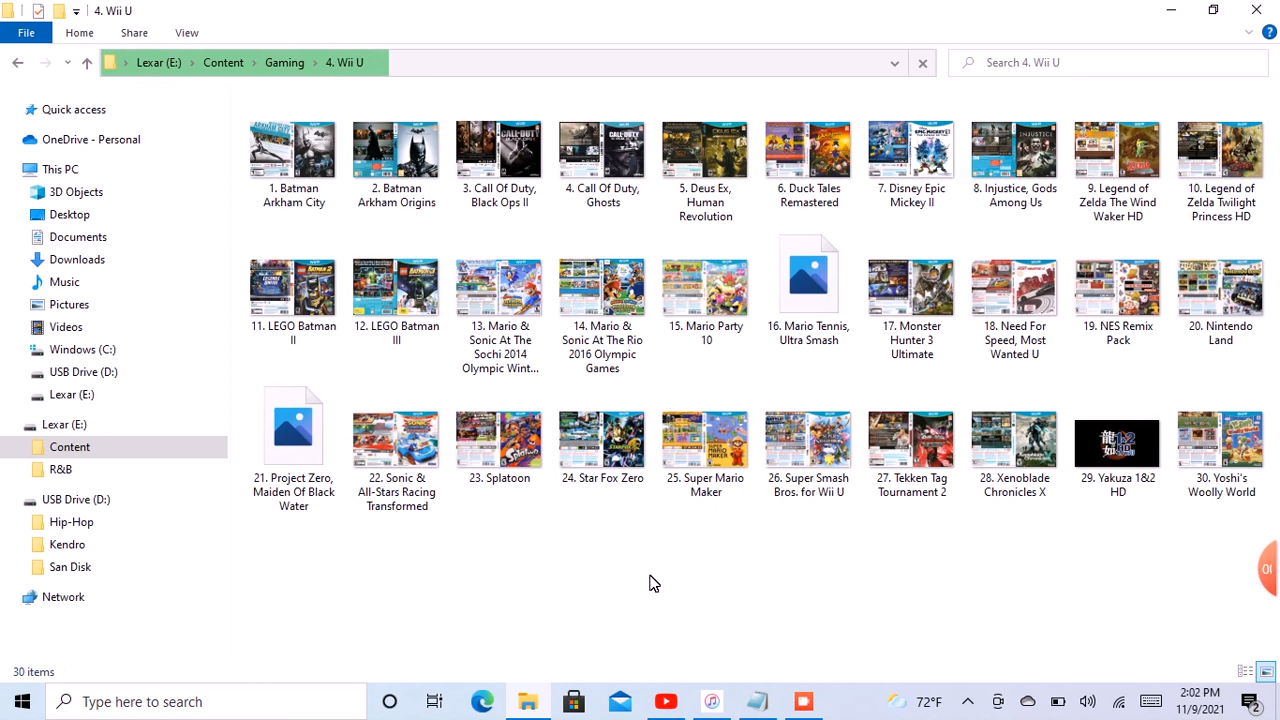 4. Wii U
File Home Share View
Lexar (E:) Content Gaming 4. Wii U
Search 4. Wii U
Quick access
OneDrive - Personal
This PC
3D Objects
Desktop
Documents
Downloads
Music
Pictures
Videos
Windows (C:)
USB Drive (D:)
Lexar (E:)
Lexar (E:)
Content
R&B
USB Drive (D:)
Hip-Hop
Kendro
San Disk
Network
1. Batman
Arkham City
2. Batman
Arkham Origins
3. Call Of Duty,
Black Ops II
4. Call Of Duty,
Ghosts
5. Deus Ex,
Human
Revolution
6. Duck Tales
Remastered
7. Disney Epic
Mickey II
8. Injustice, Gods
Among Us
9. Legend of
Zelda The Wind
Waker HD
10. Legend of
Zelda Twilight
Princess HD
11. LEGO Batman
II
12. LEGO Batman
III
13. Mario &
Sonic At The
Sochi 2014
Olympic Wint...
14. Mario &
Sonic At The Rio
2016 Olympic
Games
15. Mario Party
10
16. Mario Tennis,
Ultra Smash
17. Monster
Hunter 3
Ultimate
18. Need For
Speed, Most
Wanted U
19. NES Remix
Pack
20. Nintendo
Land
21. Project Zero,
Maiden Of Black
Water
22. Sonic &
All-Stars Racing
Transformed
23. Splatoon
24. Star Fox Zero
25. Super Mario
Maker
26. Super Smash
Bros. for Wii U
27. Tekken Tag
Tournament 2
28. Xenoblade
Chronicles X
29. Yakuza 1&2
HD
30. Yoshi's
Woolly World
30 items
Type here to search
72°F
2:02 PM
11/9/2021
2